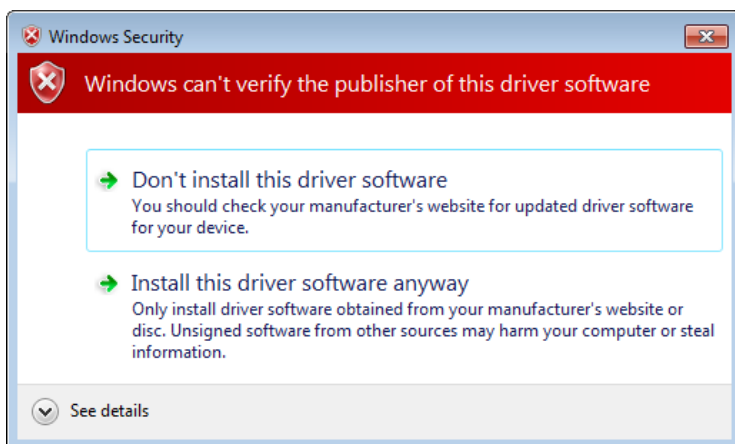 Windows Security
Windows can't verify the publisher of this driver software
Don't install this driver software
You should check your manufacturer's website for updated driver software
for your device.
Install this driver software anyway
Only install driver software obtained from your manufacturer's website or
disc. Unsigned software from other sources may harm your computer or steal
information.
See details